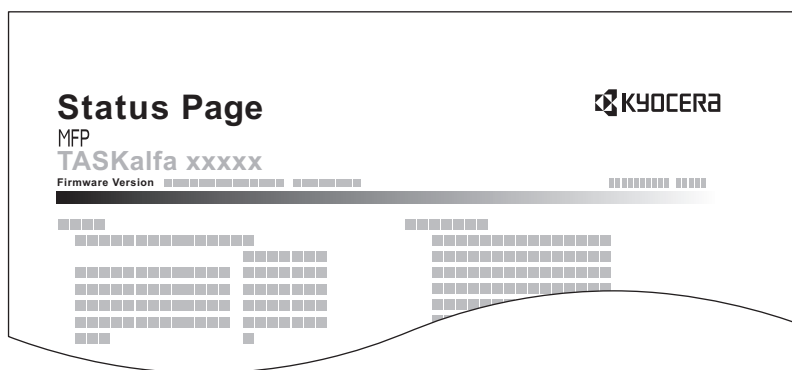 Status Page
KYOCERA
MFP
TASKalfa xxxxx
Firmware Version